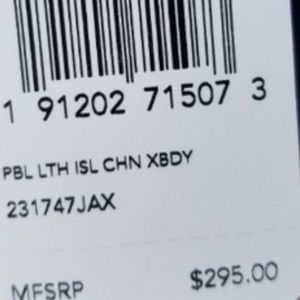 1 91202 71507 3
PBL LTH ISL CHN XBDY
231747JAX
MFSRP $295.00